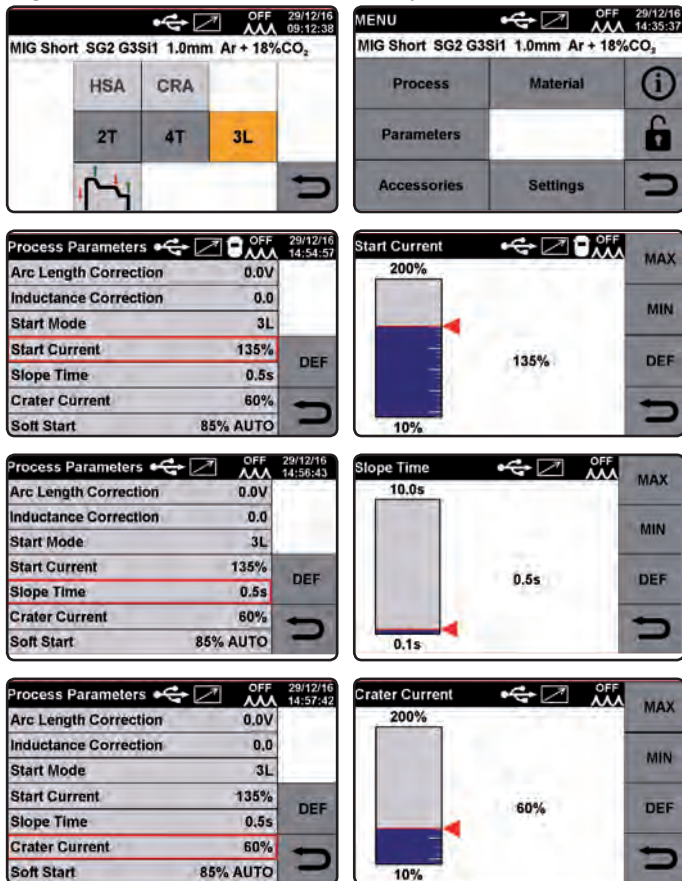 OFF 29/12/16
09:12:38
MIG Short SG2 G3Si1 1.0mm Ar + 18%CO₂
HSA CRA
2T 4T 3L
MENU OFF 29/12/16
14:35:37
MIG Short SG2 G3Si1 1.0mm Ar + 18%CO₂
Process Material
Parameters
Accessories Settings
Process Parameters OFF 29/12/16
14:54:57
Arc Length Correction 0.0V
Inductance Correction 0.0
Start Mode 3L
Start Current 135%
DEF
Slope Time 0.5s
Crater Current 60%
Soft Start 85% AUTO
Start Current OFF
MAX
200%
MIN
135%
DEF
10%
Process Parameters OFF 29/12/16
14:56:43
Arc Length Correction 0.0V
Inductance Correction 0.0
Start Mode 3L
Start Current 135%
DEF
Slope Time 0.5s
Crater Current 60%
Soft Start 85% AUTO
Slope Time OFF
MAX
10.0s
MIN
0.5s
DEF
0.1s
Process Parameters OFF 29/12/16
14:57:42
Arc Length Correction 0.0V
Inductance Correction 0.0
Start Mode 3L
Start Current 135%
DEF
Slope Time 0.5s
Crater Current 60%
Soft Start 85% AUTO
Crater Current OFF
MAX
200%
MIN
60%
DEF
10%